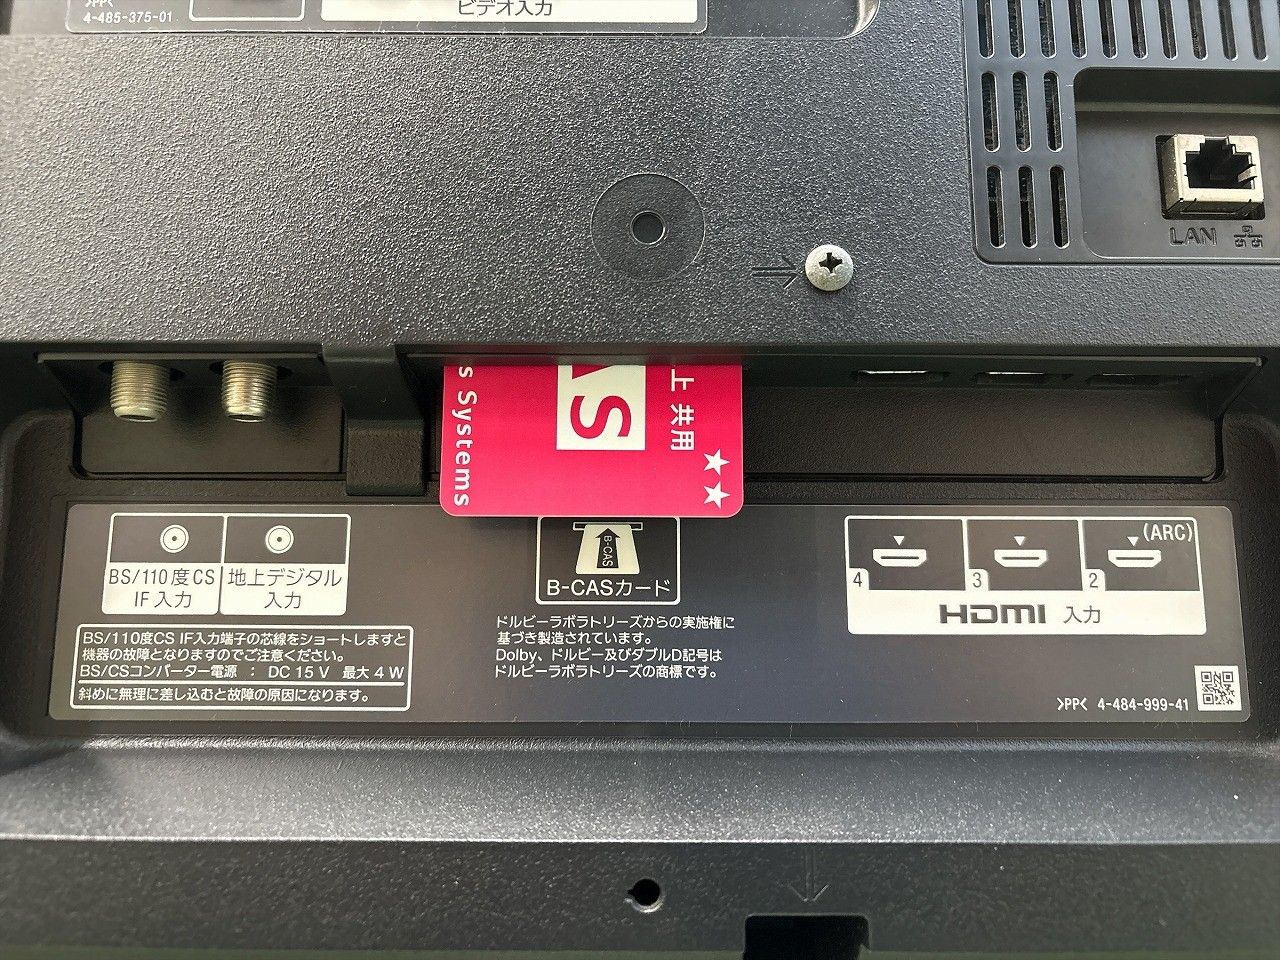 >PP<
4-485-375-01
ビデオ入力
LAN
上 共用
AS
s Systems
★★
BS/110度CS
IF 入力
地上デジタル
入力
B-CAS
B-CASカード
(ARC)
4
3
2
HDMI 入力
BS/110度CS IF入力端子の芯線をショートしますと
機器の故障となりますのでご注意ください。
BS/CSコンバーター電源 : DC 15 V 最大 4 W
斜めに無理に差し込むと故障の原因になります。
ドルビーラボラトリーズからの実施権に
基づき製造されています。
Dolby、ドルビー及びダブルD記号は
ドルビーラボラトリーズの商標です。
>PP< 4-484-999-41